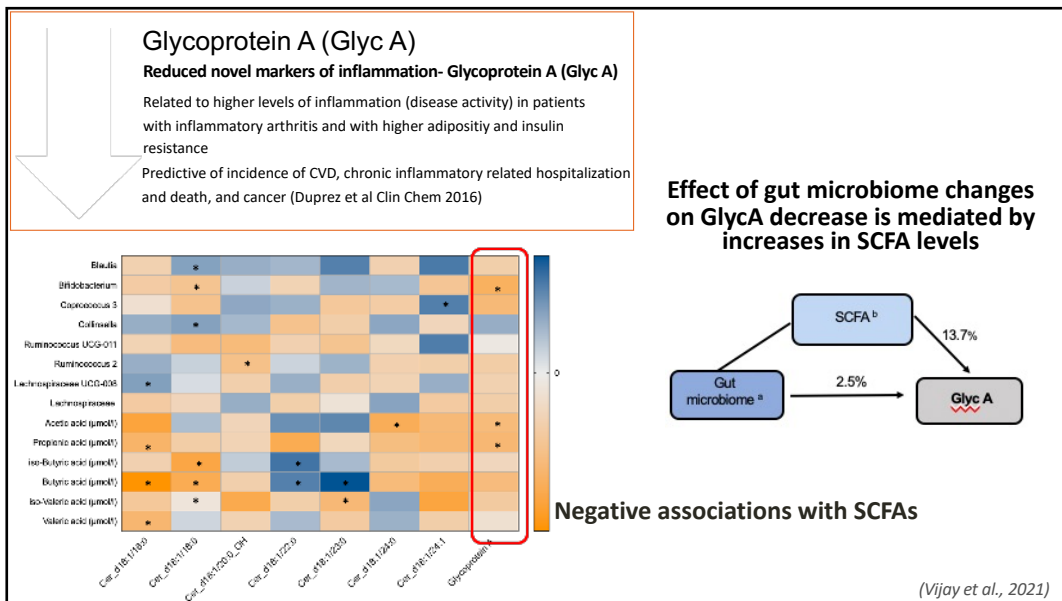 Glycoprotein A (Glyc A)
Reduced novel markers of inflammation- Glycoprotein A (Glyc A)
Related to higher levels of inflammation (disease activity) in patients
with inflammatory arthritis and with higher adipositiy and insulin
resistance
Predictive of incidence of CVD, chronic inflammatory related hospitalization
and death, and cancer (Duprez et al Clin Chem 2016)
Effect of gut microbiome changes
on GlycA decrease is mediated by
increases in SCFA levels
Blautia
Bifidobacterium
Coprococcus 3
Collinsella
Ruminococcus UCG-011
Ruminococcus 2
Lachnospiraceae UCG-008
Lachnospiraceae
Acetic acid (μmol/l)
Propionic acid (μmol/l)
iso-Butyric acid (μmol/l)
Butyric acid (μmol/l)
iso-Valeric acid (μmol/l)
Valeric acid (μmol/l)
Cer_d18:1/16:0
Cer_d18:1/18:0
Cer_d18:1/20:0_OH
Cer_d18:1/22:0
Cer_d18:1/23:0
Cer_d18:1/24:0
Cer_d18:1/24:1
Glycoprotein A
0
SCFA b
13.7%
2.5%
Gut
microbiome a
Glyc A
Negative associations with SCFAs
(Vijay et al., 2021)